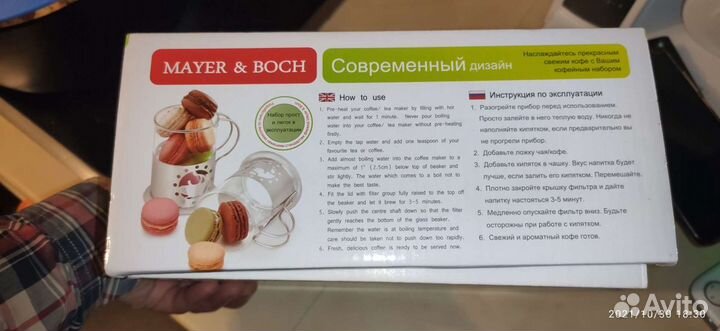 MAYER & BOCH
Современный дизайн
Наслаждайтесь прекрасным
свежим кофе с Вашим
кофейным набором
Набор прост
и легок в
эксплуатации
How to use
1. Pre-heat your coffee/ tea maker by filling with hot
water and wait for 1 minute. Never pour boiling
water into your coffee/ tea maker without pre-heating
firstly.
2. Empty the tap water and add one teaspoon of your
favourite tea or coffee.
3. Add almost boiling water into the coffee maker to a
maximum of 1" (2.5cm) below top of beaker and
stir lightly. The water which comes to a boil not to
make the best taste.
4. Fit the lid with filter group fully raised to the top off
the beaker and let it brew for 3-5 minutes.
5. Slowly push the centre shaft down so that the filter
gently reaches the bottom of the glass beaker.
Remember the water is at boiling temperature and
care should be taken not to push down too rapidly.
6. Fresh, delicious coffee is ready to be served now.
Инструкция по эксплуатации
1. Разогрейте прибор перед использованием.
Просто залейте в него теплую воду. Никогда не
наполняйте кипятком, если предварительно вы
не прогрели прибор.
2. Добавьте ложку чая/кофе.
3. Добавьте кипяток в чашку. Вкус напитка будет
лучше, если залить его кипятком. Перемешайте.
4. Плотно закройте крышку фильтра и дайте
напитку настояться 3-5 минут.
5. Медленно опускайте фильтр вниз. Будьте
осторожны при работе с кипятком.
6. Свежий и ароматный кофе готов.
Avito
2021/10/30 18:30